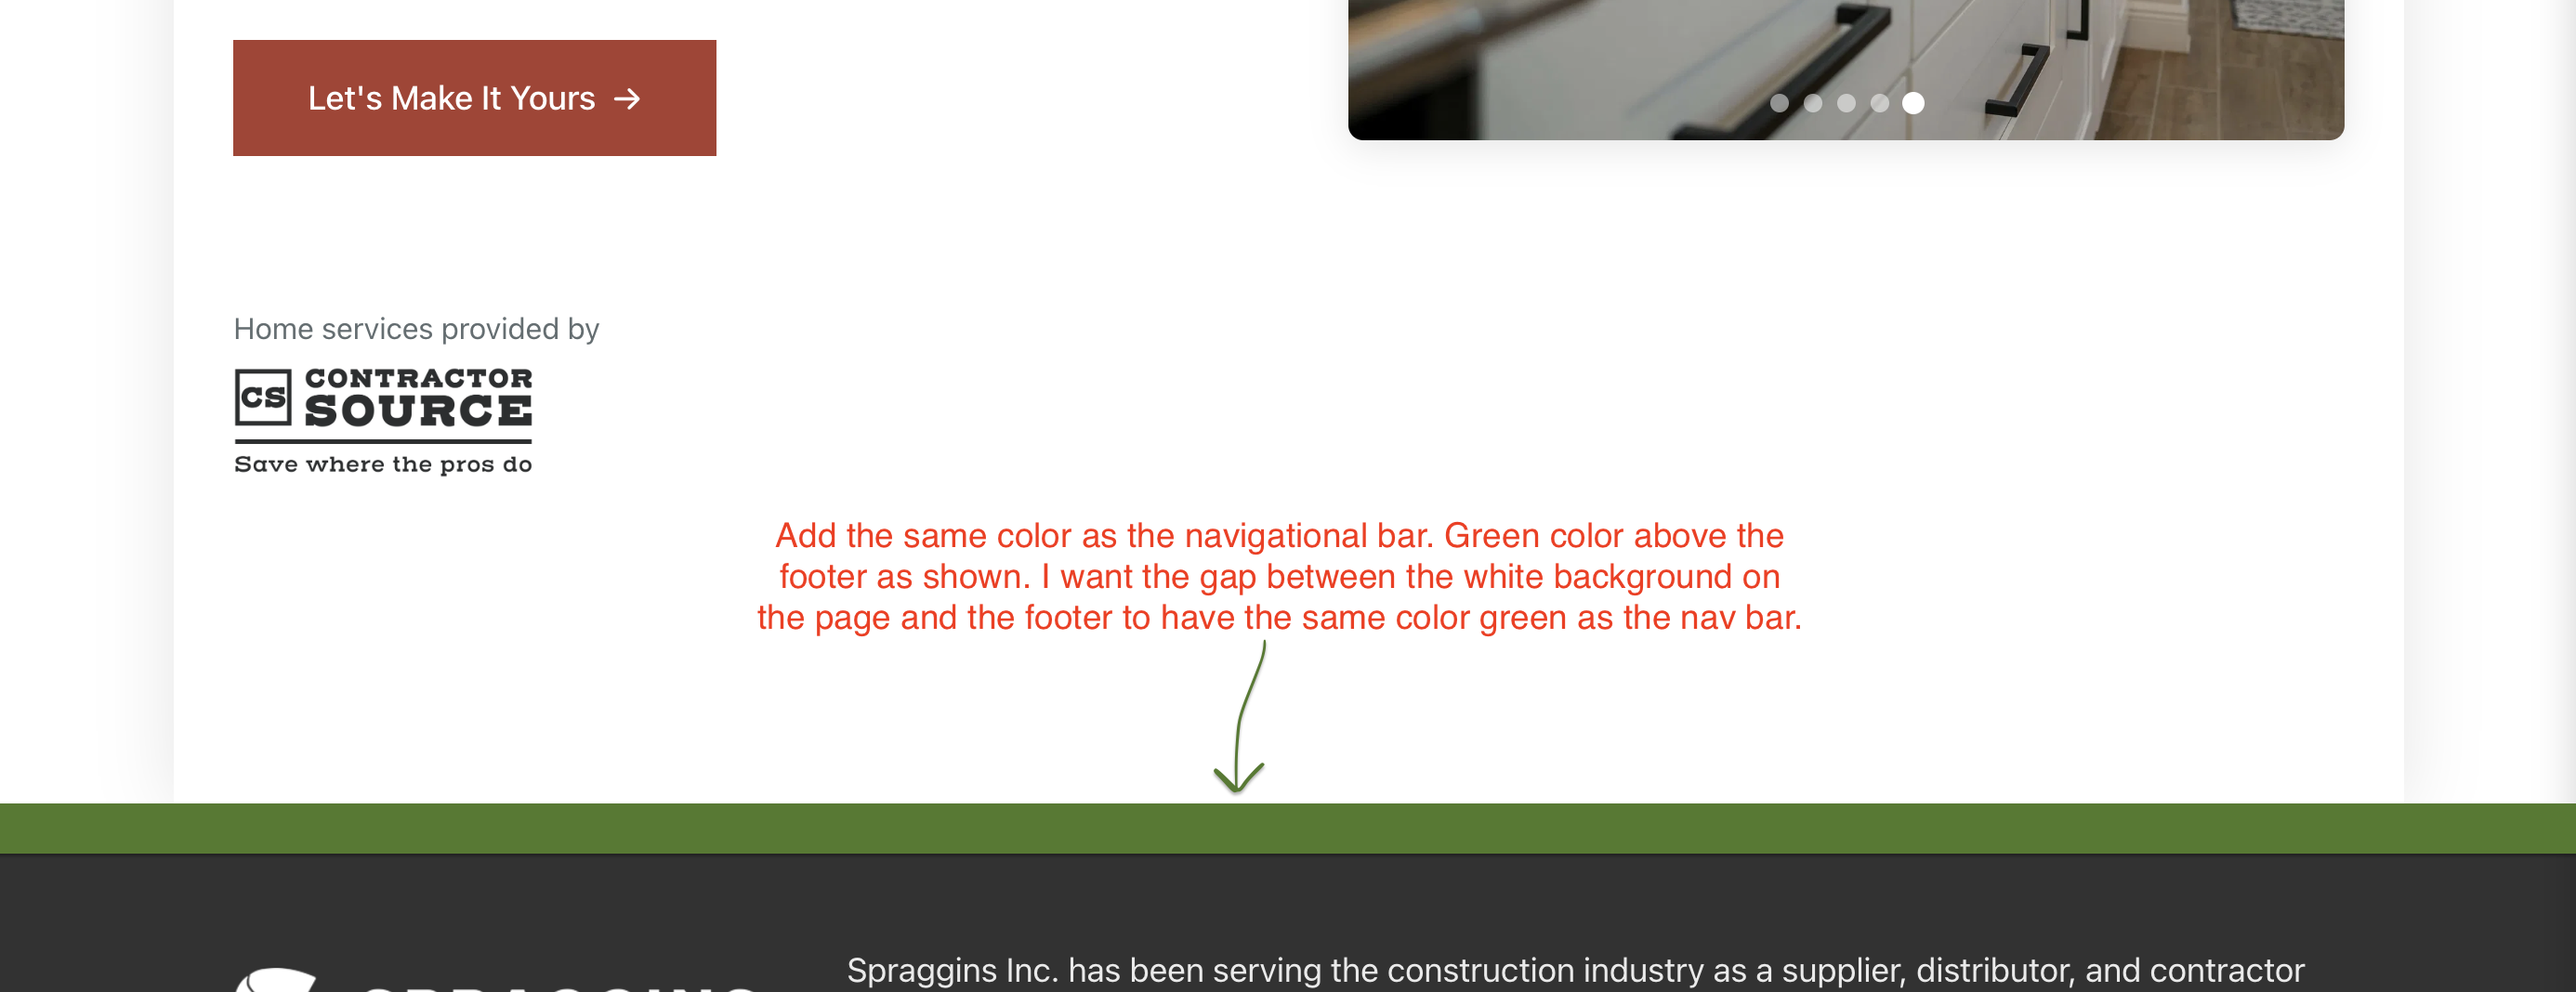 Let's Make It Yours →
Home services provided by
CS CONTRACTOR
SOURCE
Save where the pros do
Add the same color as the navigational bar. Green color above the
footer as shown. I want the gap between the white background on
the page and the footer to have the same color green as the nav bar.
Spraggins Inc. has been serving the construction industry as a supplier, distributor, and contractor